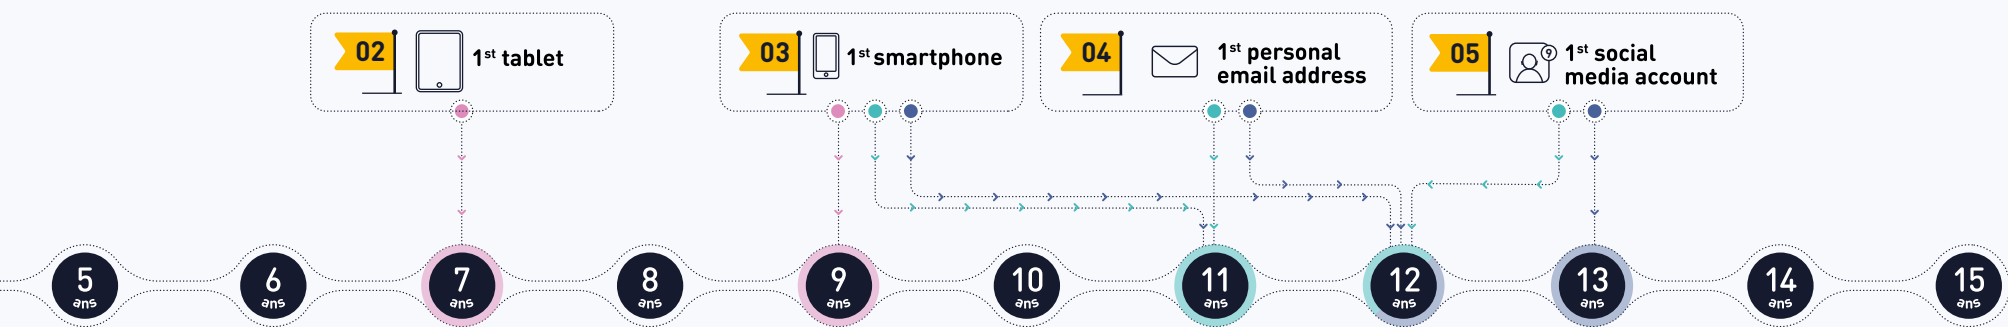 02
1st tablet
03
1st smartphone
04
1st personal
email address
05
1st social
media account
5
ans
6
ans
7
ans
8
ans
9
ans
10
ans
11
ans
12
ans
13
ans
14
ans
15
ans